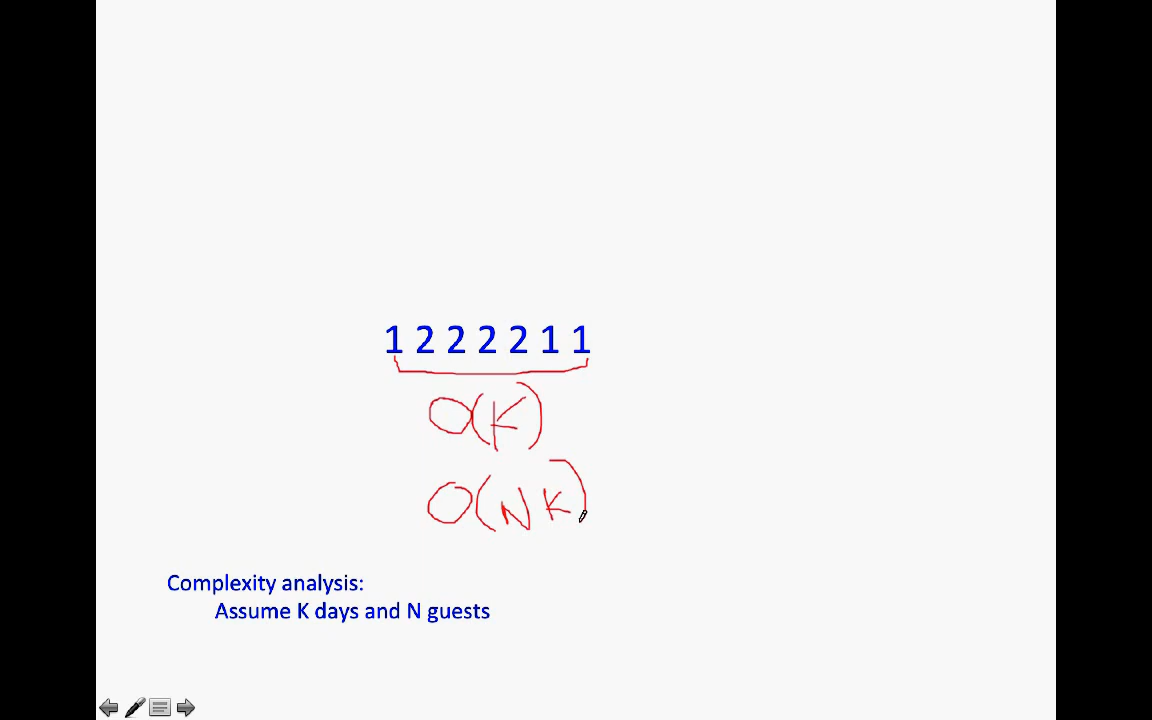 1 2 2 2 2 1 1
O(K)
O(NK)
Complexity analysis:
Assume K days and N guests